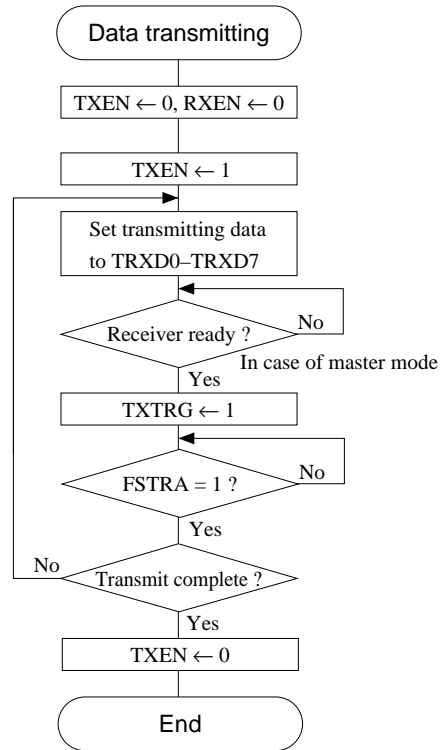 Data transmitting
TXEN ← 0, RXEN ← 0
TXEN ← 1
Set transmitting data
to TRXD0–TRXD7
Receiver ready ?
No
In case of master mode
Yes
TXTRG ← 1
FSTRA = 1 ?
No
Yes
No
Transmit complete ?
Yes
TXEN ← 0
End